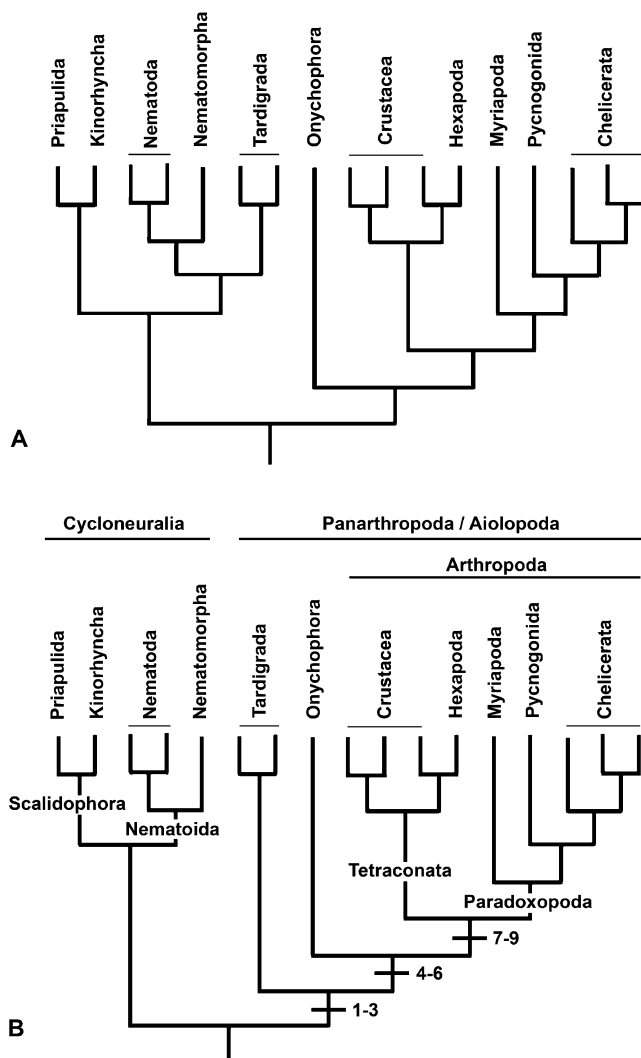 Priapulida
Kinorhyncha
Nematoda
Nematomorpha
Tardigrada
Onychophora
Crustacea
Hexapoda
Myriapoda
Pycnogonida
Chelicerata
A
Cycloneuralia
Panarthropoda / Aiolopoda
Arthropoda
Priapulida
Kinorhyncha
Nematoda
Nematomorpha
Tardigrada
Onychophora
Crustacea
Hexapoda
Myriapoda
Pycnogonida
Chelicerata
Scalidophora
Nematoida
Tetraconata
Paradoxopoda
7-9
4-6
1-3
B